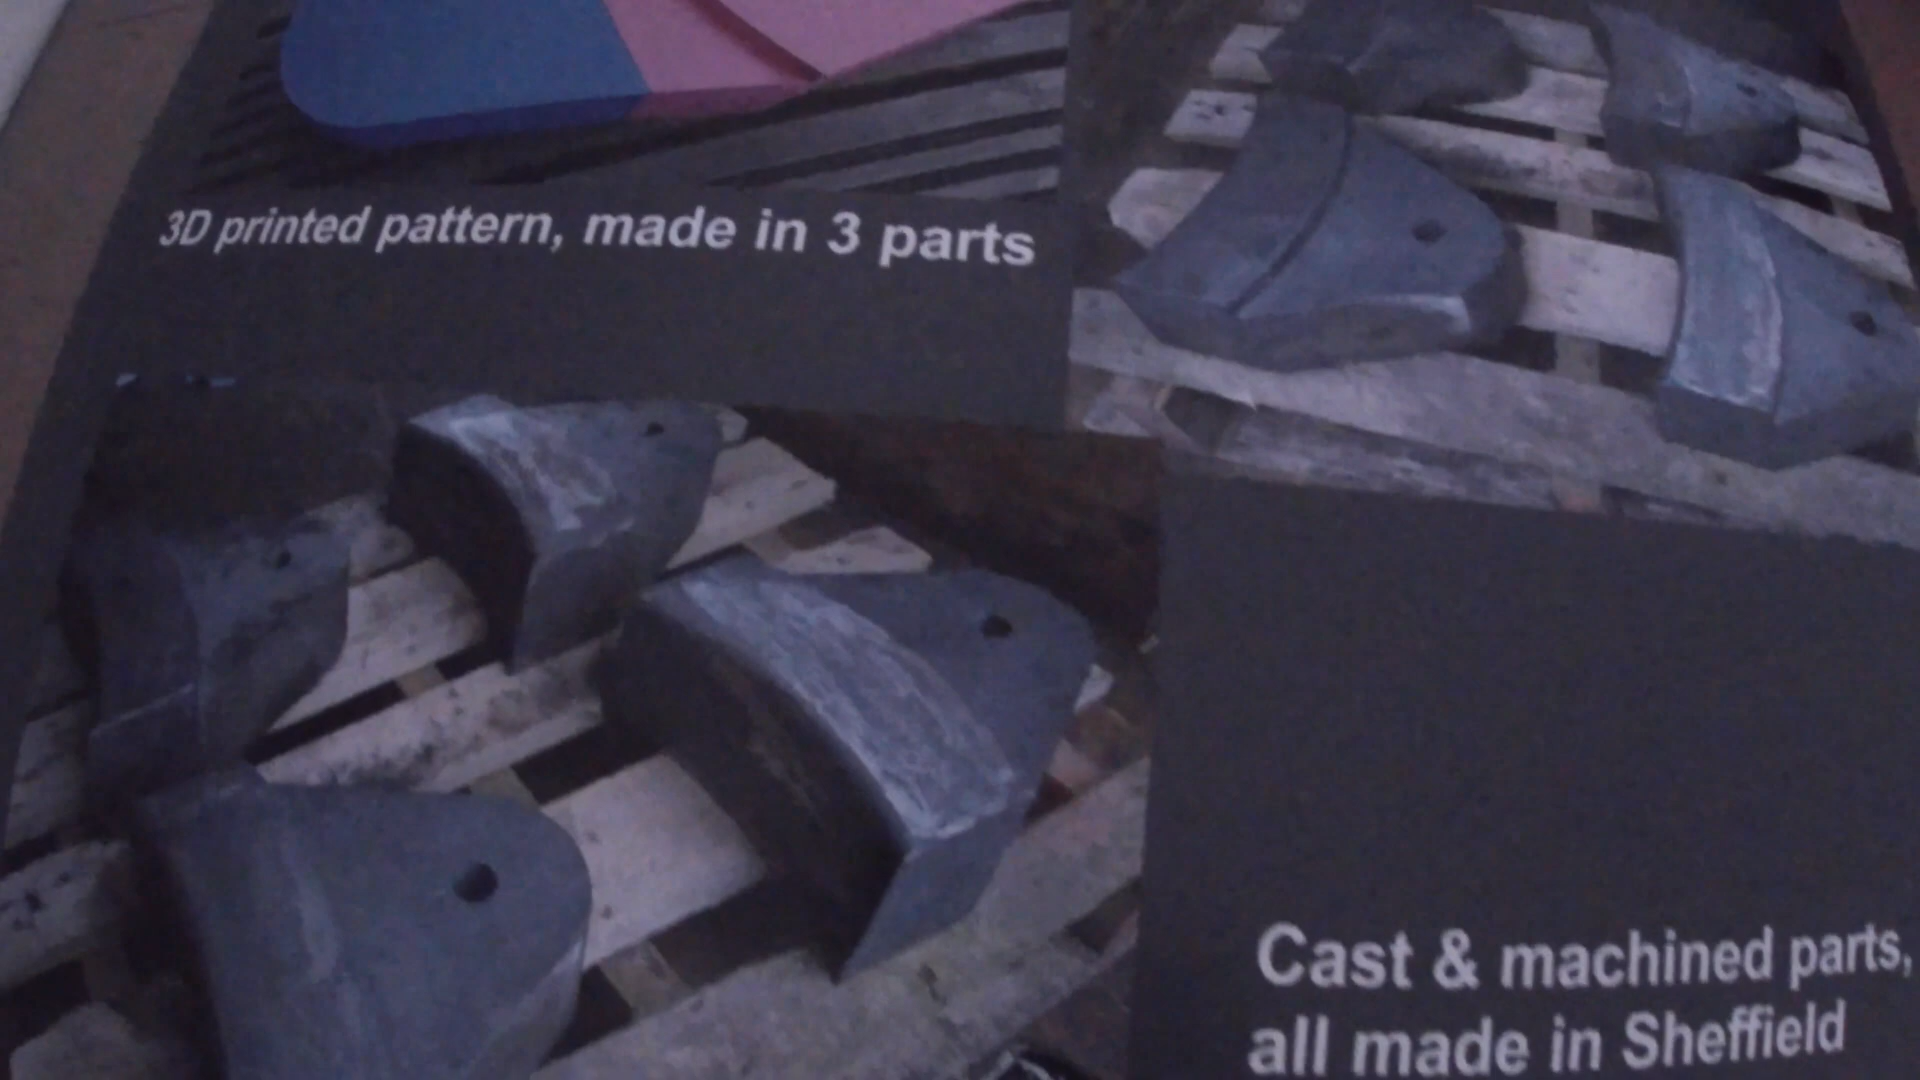 3D printed pattern, made in 3 parts
Cast & machined parts,
all made in Sheffield